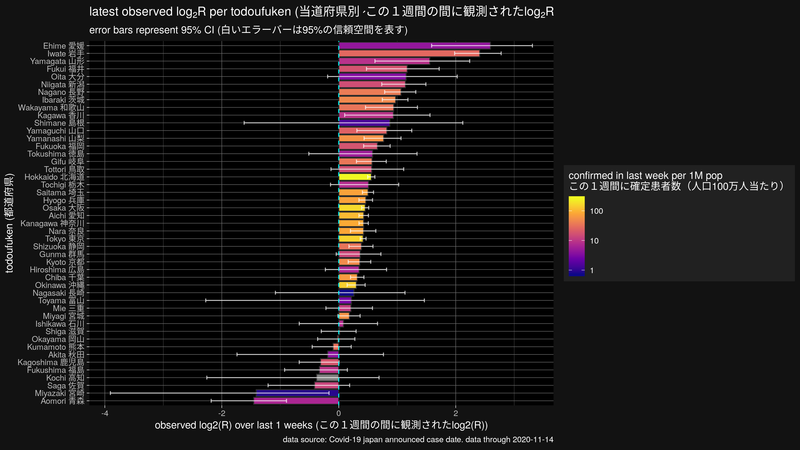 latest observed log₂R per todoufuken (当道府県別・この１週間の間に観測されたlog₂R
error bars represent 95% CI (白いエラーバーは95%の信頼空間を表す)
todoufuken (都道府県)
Ehime 愛媛
Iwate 岩手
Yamagata 山形
Fukui 福井
Oita 大分
Niigata 新潟
Nagano 長野
Ibaraki 茨城
Wakayama 和歌山
Kagawa 香川
Shimane 島根
Yamaguchi 山口
Yamanashi 山梨
Fukuoka 福岡
Tokushima 徳島
Gifu 岐阜
Tottori 鳥取
Hokkaido 北海道
Tochigi 栃木
Saitama 埼玉
Hyogo 兵庫
Osaka 大阪
Aichi 愛知
Kanagawa 神奈川
Nara 奈良
Tokyo 東京
Shizuoka 静岡
Gunma 群馬
Kyoto 京都
Hiroshima 広島
Chiba 千葉
Okinawa 沖縄
Nagasaki 長崎
Toyama 富山
Mie 三重
Miyagi 宮城
Ishikawa 石川
Shiga 滋賀
Okayama 岡山
Kumamoto 熊本
Akita 秋田
Kagoshima 鹿児島
Fukushima 福島
Kochi 高知
Saga 佐賀
Miyazaki 宮崎
Aomori 青森
-4 -2 0 2
observed log2(R) over last 1 weeks (この１週間の間に観測されたlog2(R))
data source: Covid-19 japan announced case date. data through 2020-11-14
confirmed in last week per 1M pop
この１週間に確定患者数（人口100万人当たり）
100
10
1